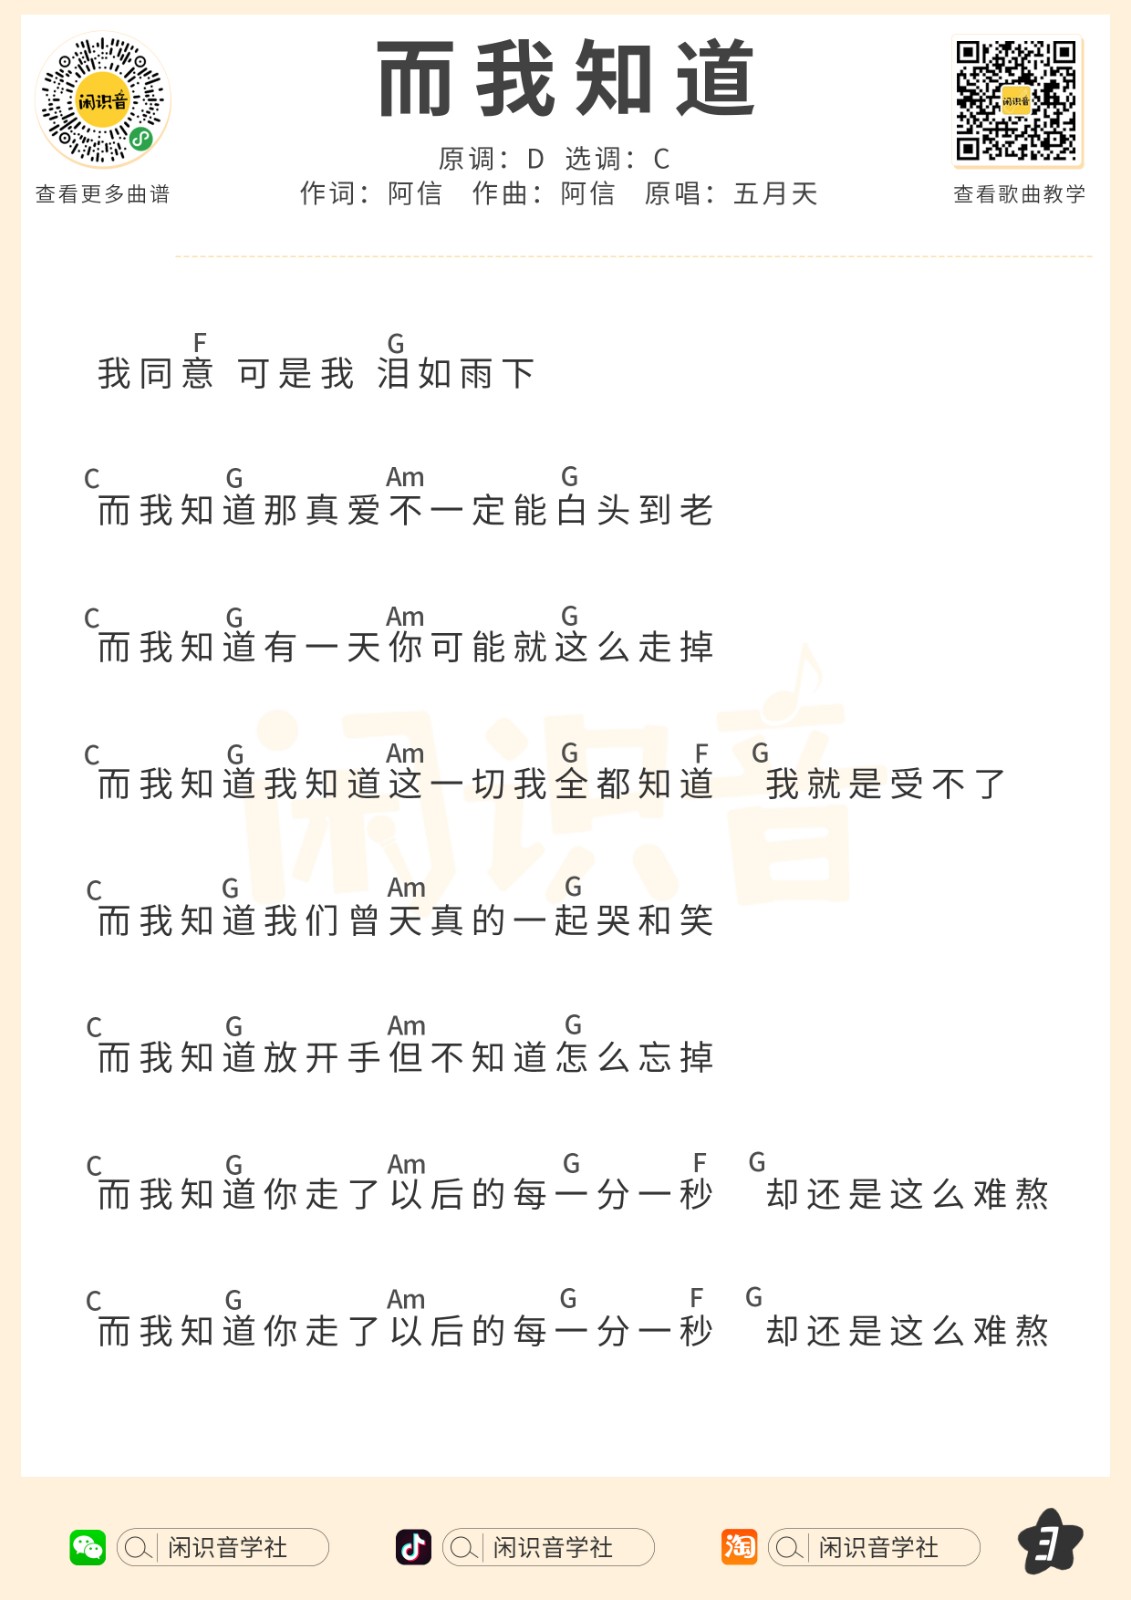 而我知道
原调：D 选调：C
作词：阿信 作曲：阿信 原唱：五月天
闲识音
查看更多曲谱
闲识音
查看歌曲教学
F G
我同意 可是我 泪如雨下
C G Am G
而我知道那真爱不一定能白头到老
C G Am G
而我知道有一天你可能就这么走掉
C G Am G F G
而我知道我知道这一切我全都知道 我就是受不了
C G Am G
而我知道我们曾天真的一起哭和笑
C G Am G
而我知道放开手但不知道怎么忘掉
C G Am G F G
而我知道你走了以后的每一分一秒 却还是这么难熬
C G Am G F G
而我知道你走了以后的每一分一秒 却还是这么难熬
闲识音
闲识音学社
闲识音学社
淘 闲识音学社
3